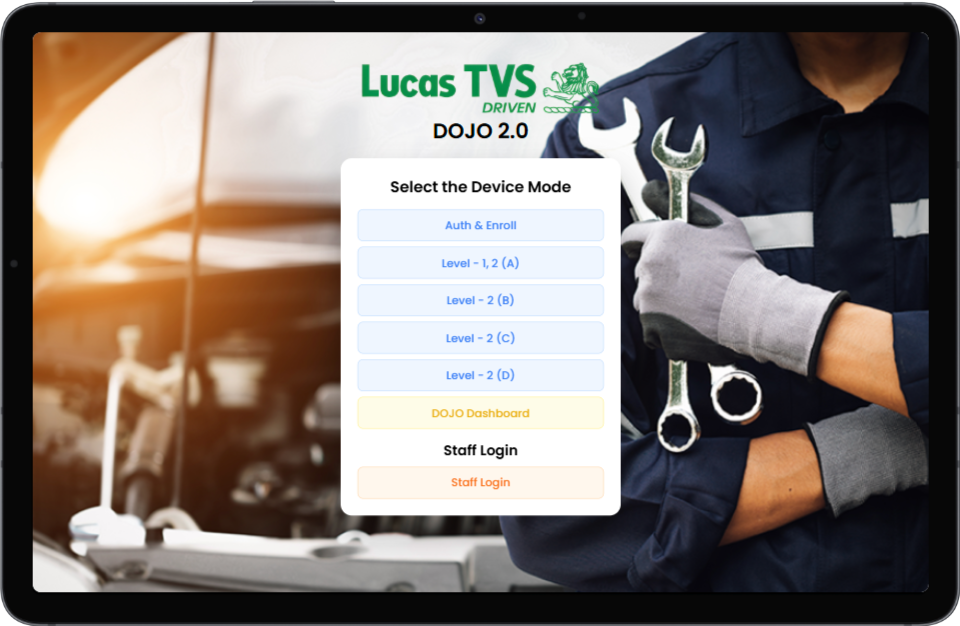 Lucas TVS
DRIVEN
DOJO 2.0
Select the Device Mode
Auth & Enroll
Level - 1, 2 (A)
Level - 2 (B)
Level - 2 (C)
Level - 2 (D)
DOJO Dashboard
Staff Login
Staff Login